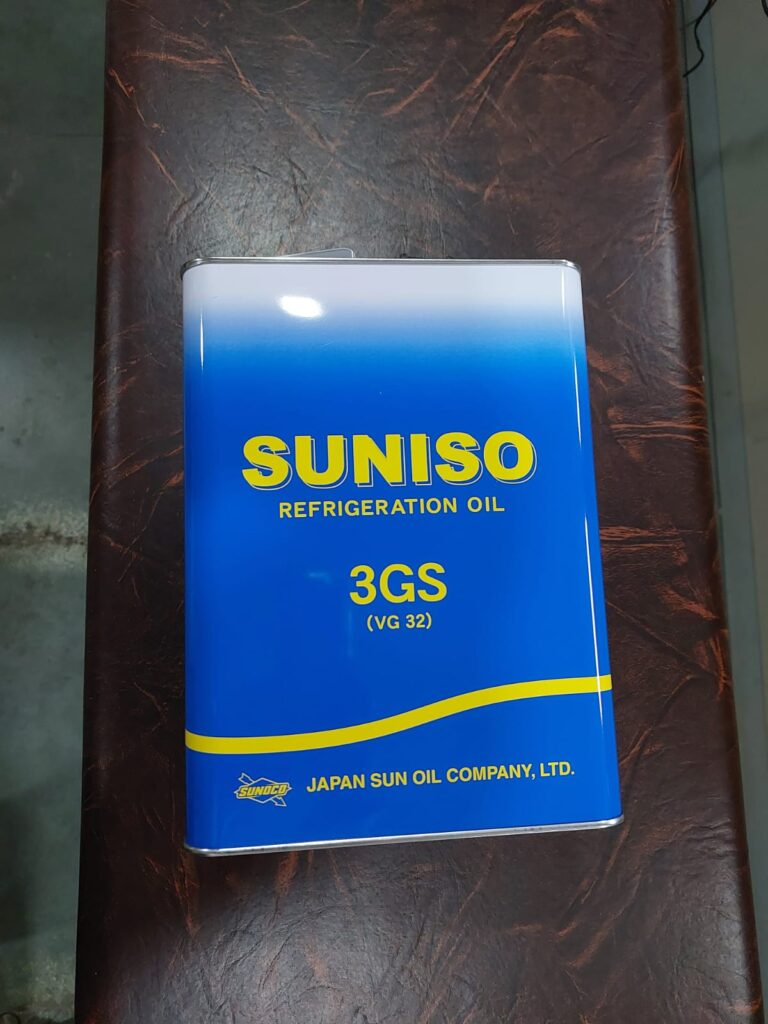 SUNISO
REFRIGERATION OIL
3GS
(VG 32)
SUNOCO
JAPAN SUN OIL COMPANY, LTD.